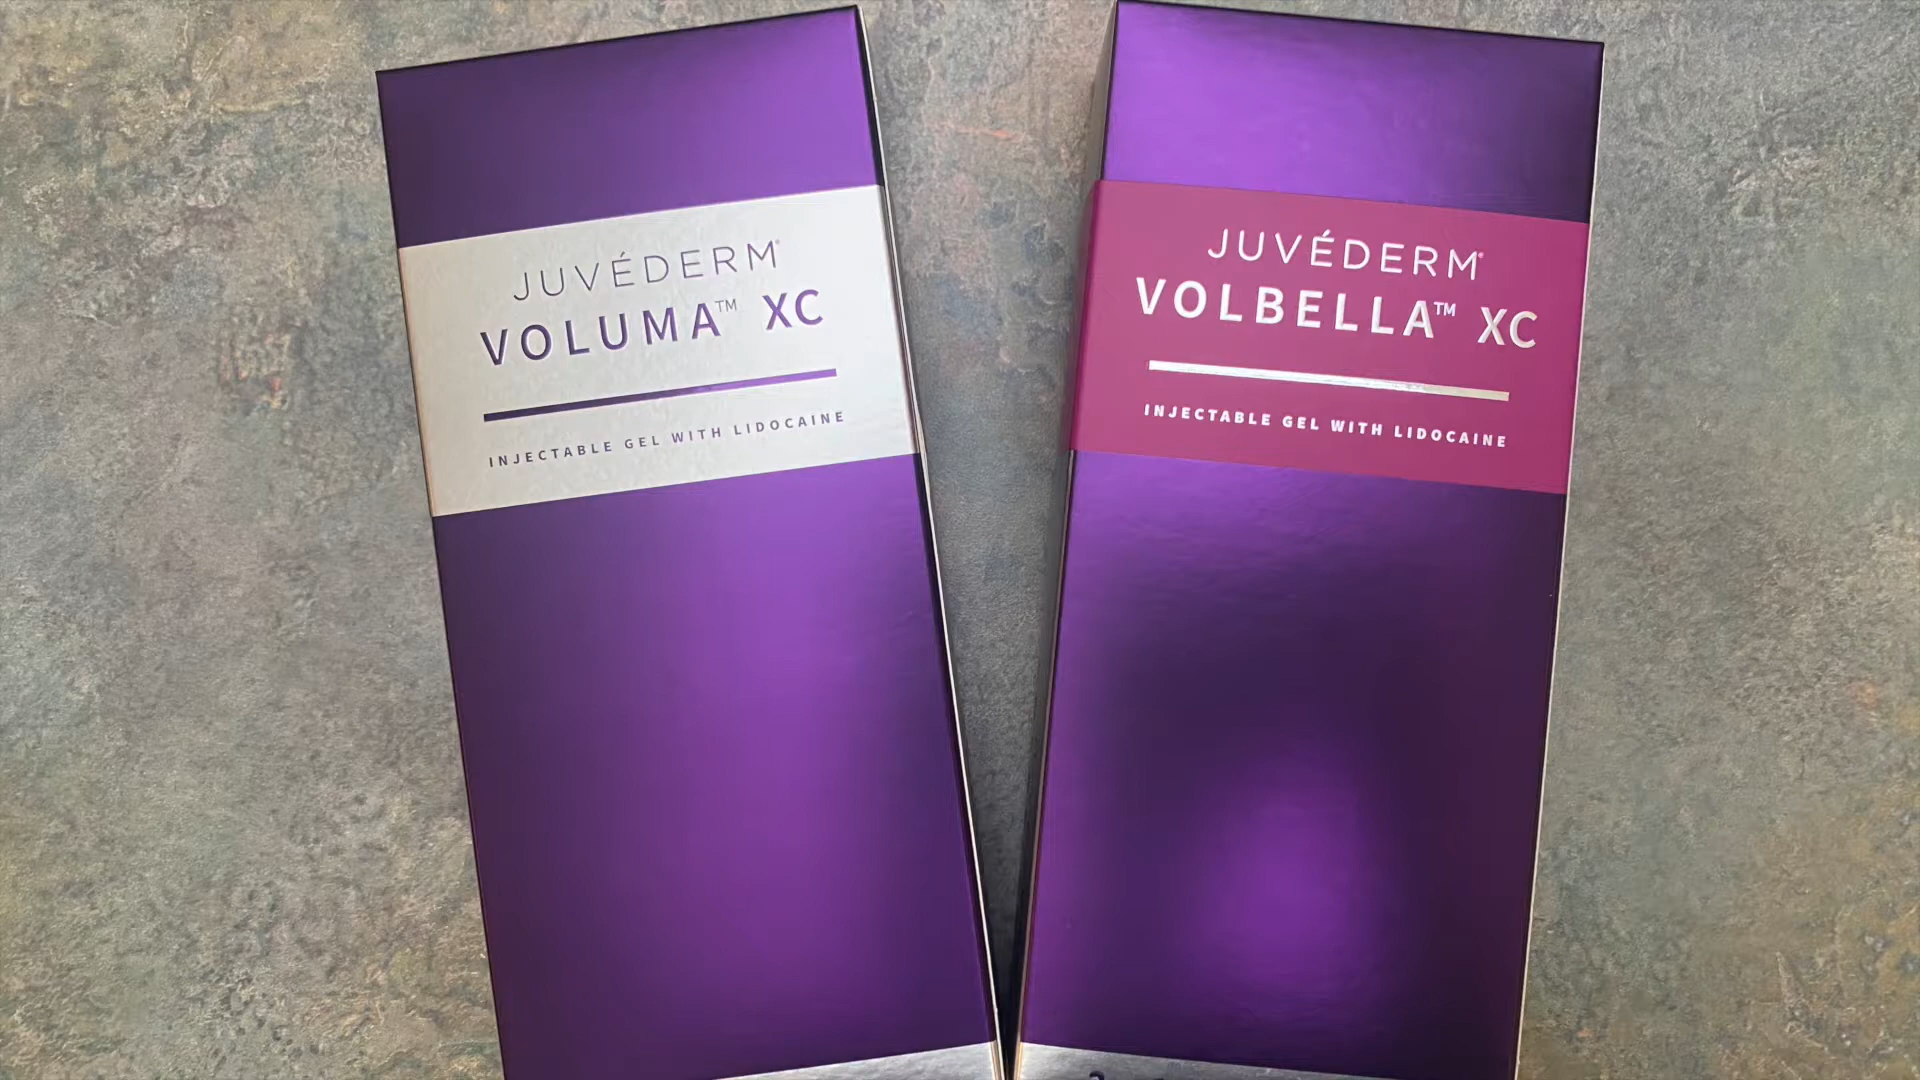 JUVÉDERM®
VOLUMA™ XC
INJECTABLE GEL WITH LIDOCAINE
JUVÉDERM®
VOLBELLA™ XC
INJECTABLE GEL WITH LIDOCAINE